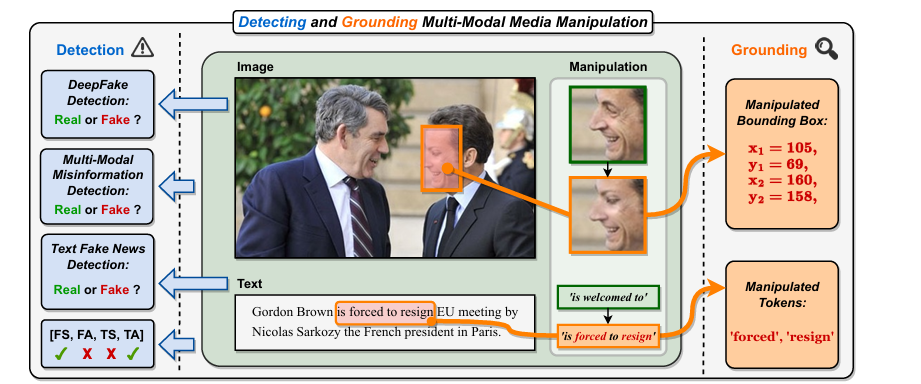 Detecting and Grounding Multi-Modal Media Manipulation
Detection
DeepFake
Detection:
Real or Fake ?
Multi-Modal
Misinformation
Detection:
Real or Fake ?
Text Fake News
Detection:
Real or Fake ?
[FS, FA, TS, TA]
✓ X X ✓
Image
Manipulation
Text
Gordon Brown is forced to resign EU meeting by
Nicolas Sarkozy the French president in Paris.
'is welcomed to'
'is forced to resign'
Grounding
Manipulated
Bounding Box:
x₁ = 105,
y₁ = 69,
x₂ = 160,
y₂ = 158,
Manipulated
Tokens:
'forced', 'resign'